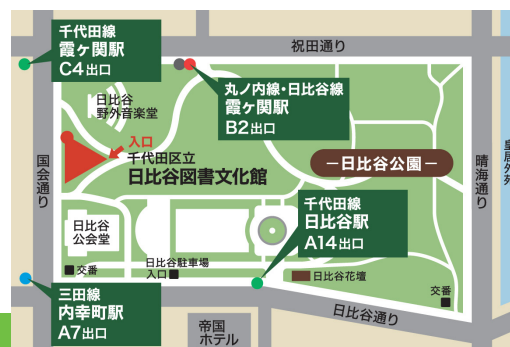 千代田線
霞ヶ関駅
C4出口
祝田通り
丸ノ内線・日比谷線
霞ヶ関駅
B2出口
日比谷
野外音楽堂
入口
千代田区立
日比谷図書文化館
ー日比谷公園ー
国会通り
晴海通り
皇居外苑
千代田線
日比谷駅
A14出口
日比谷
公会堂
交番
日比谷駐車場
入口
日比谷花壇
交番
三田線
内幸町駅
A7出口
日比谷通り
帝国
ホテル